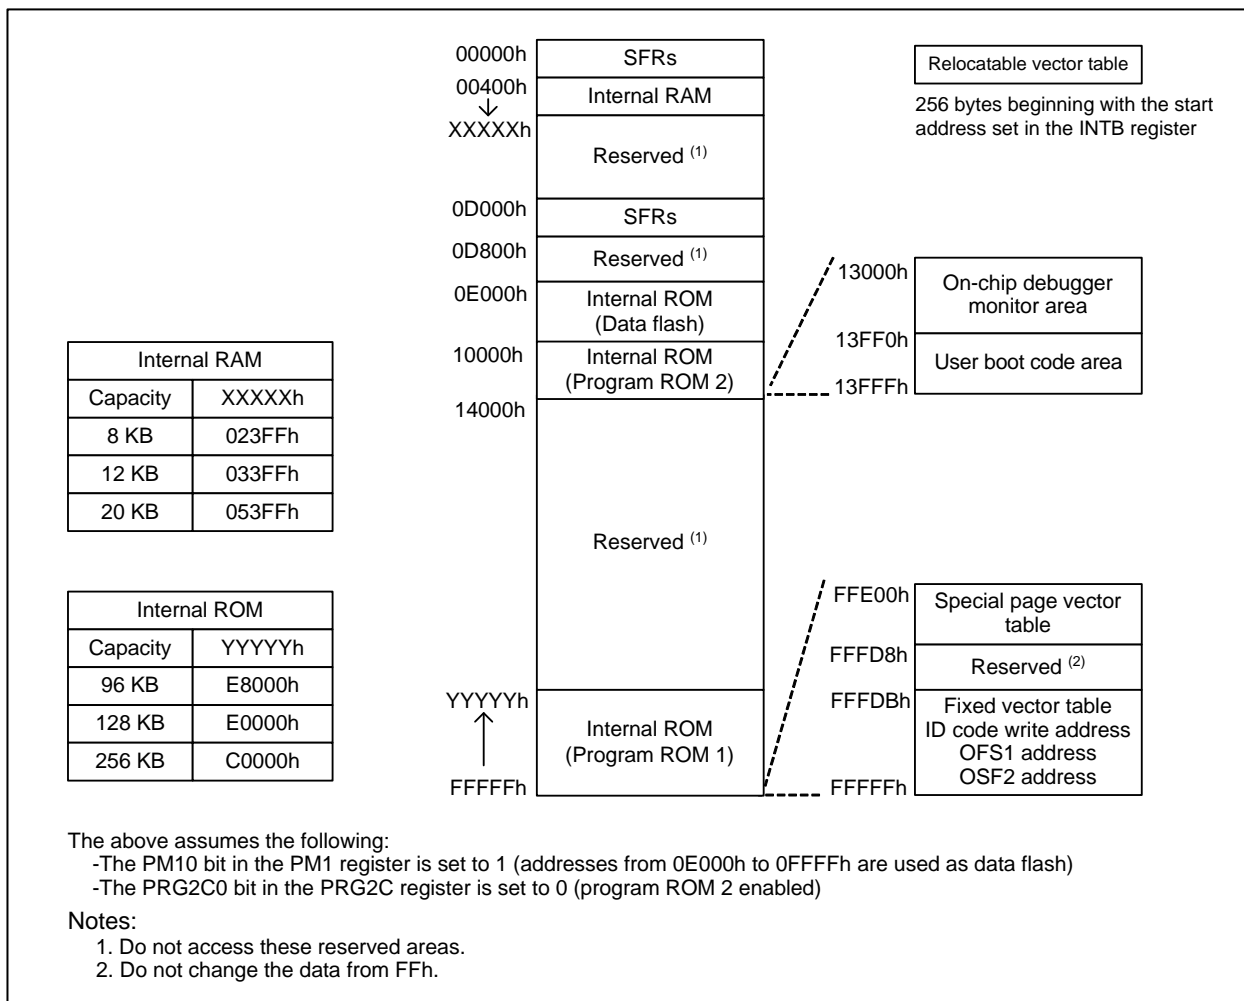 00000h
SFRs
00400h
Internal RAM
XXXXXh
Reserved (1)
0D000h
SFRs
0D800h
Reserved (1)
0E000h
Internal ROM
(Data flash)
10000h
Internal ROM
(Program ROM 2)
14000h
Reserved (1)
YYYYYh
Internal ROM
(Program ROM 1)
FFFFFh
Relocatable vector table
256 bytes beginning with the start
address set in the INTB register
13000h
On-chip debugger
monitor area
13FF0h
User boot code area
13FFFh
FFE00h
Special page vector
table
FFFD8h
Reserved (2)
FFFDBh
Fixed vector table
ID code write address
OFS1 address
OSF2 address
FFFFFh
Internal RAM
Capacity XXXXXh
8 KB 023FFh
12 KB 033FFh
20 KB 053FFh
Internal ROM
Capacity YYYYYh
96 KB E8000h
128 KB E0000h
256 KB C0000h
The above assumes the following:
-The PM10 bit in the PM1 register is set to 1 (addresses from 0E000h to 0FFFFh are used as data flash)
-The PRG2C0 bit in the PRG2C register is set to 0 (program ROM 2 enabled)
Notes:
1. Do not access these reserved areas.
2. Do not change the data from FFh.